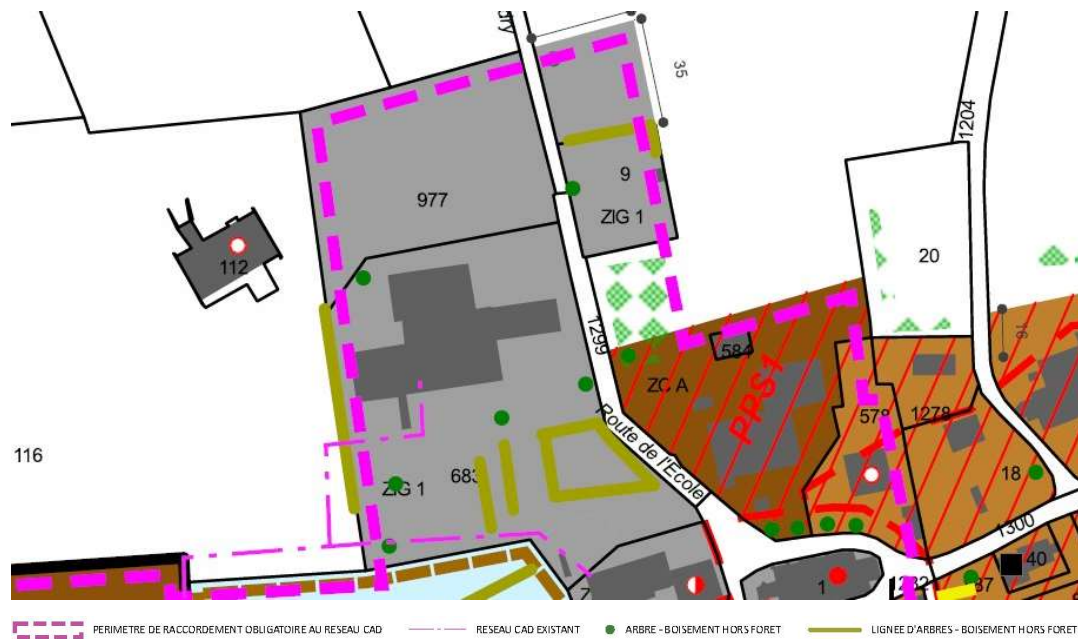 35
1204
977
9
ZIG 1
20
112
1299
584
16
ZC A
PPS1
578
1278
Route de l'Ecole
116
683
ZIG 1
18
1300
40
1
37
PERIMETRE DE RACCORDEMENT OBLIGATOIRE AU RESEAU CAD
RESEAU CAD EXISTANT
ARBRE - BOISEMENT HORS FORET
LIGNEE D'ARBRES - BOISEMENT HORS FORET